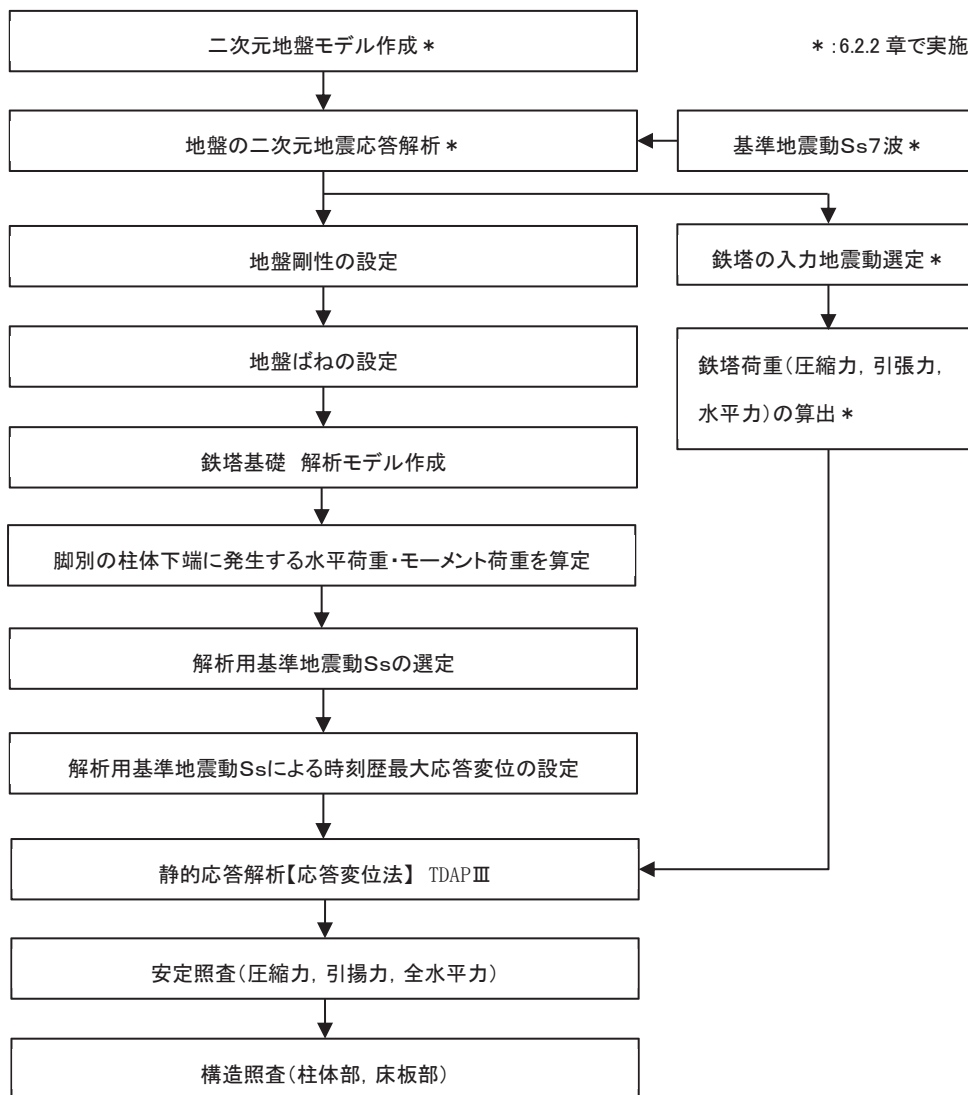 二次元地盤モデル作成＊
＊:6.2.2 章で実施
地盤の二次元地震応答解析＊
基準地震動Ss7波＊
地盤剛性の設定
鉄塔の入力地震動選定＊
地盤ばねの設定
鉄塔荷重(圧縮力, 引張力,
水平力)の算出＊
鉄塔基礎 解析モデル作成
脚別の柱体下端に発生する水平荷重・モーメント荷重を算定
解析用基準地震動Ssの選定
解析用基準地震動Ssによる時刻歴最大応答変位の設定
静的応答解析【応答変位法】 TDAPⅢ
安定照査(圧縮力, 引揚力, 全水平力)
構造照査(柱体部, 床板部)